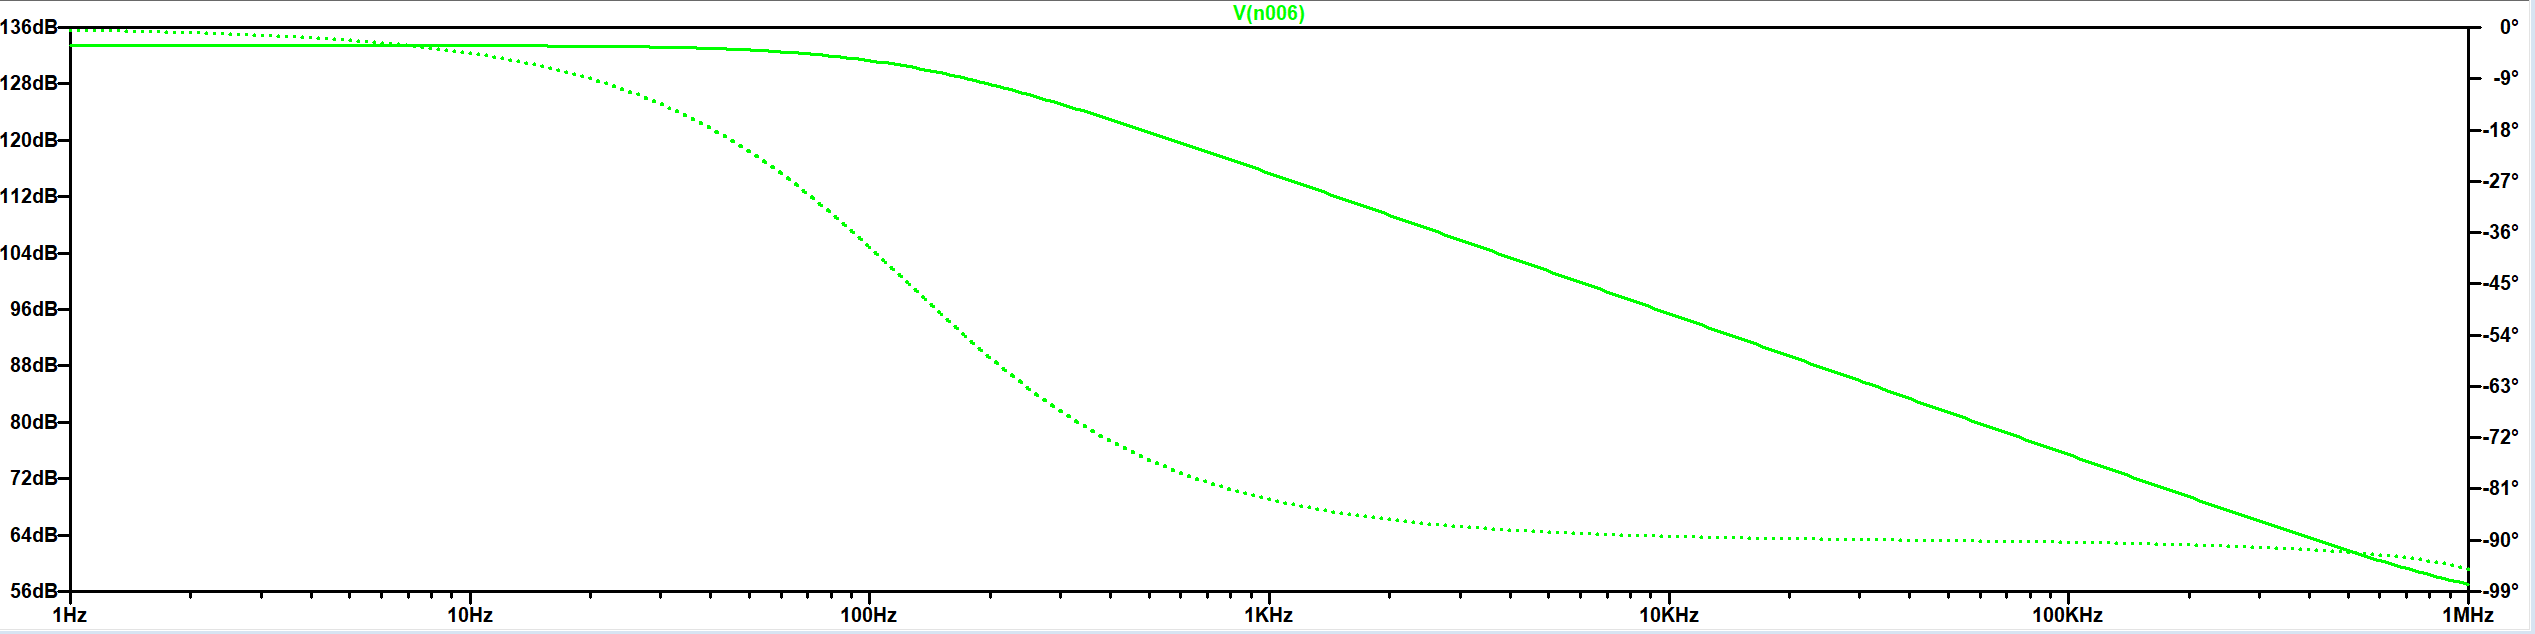 V(n006)
136dB
128dB
120dB
112dB
104dB
96dB
88dB
80dB
72dB
64dB
56dB
0°
-9°
-18°
-27°
-36°
-45°
-54°
-63°
-72°
-81°
-90°
-99°
1Hz 10Hz 100Hz 1KHz 10KHz 100KHz 1MHz